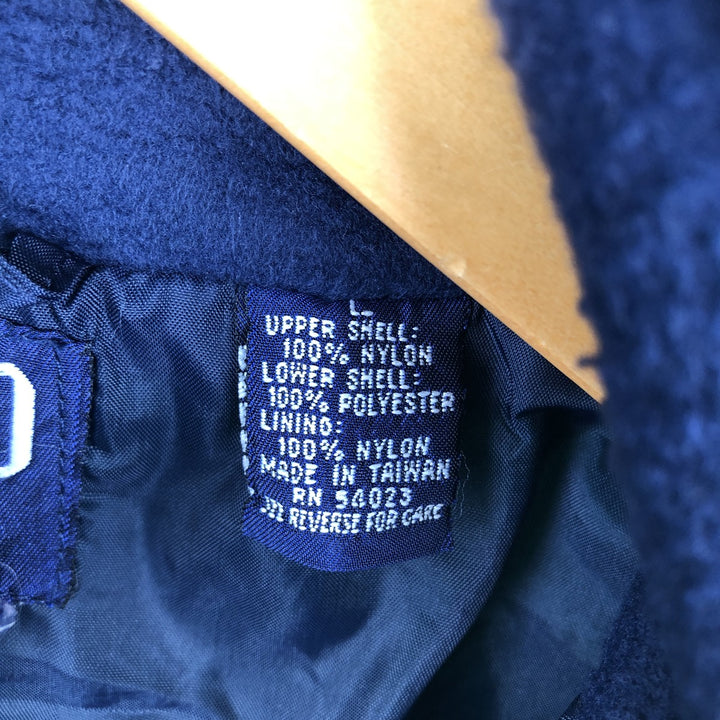 L
UPPER SHELL:
100% NYLON
LOWER SHELL:
100% POLYESTER
LINING:
100% NYLON
MADE IN TAIWAN
RN 54023
REVERSE FOR CARE